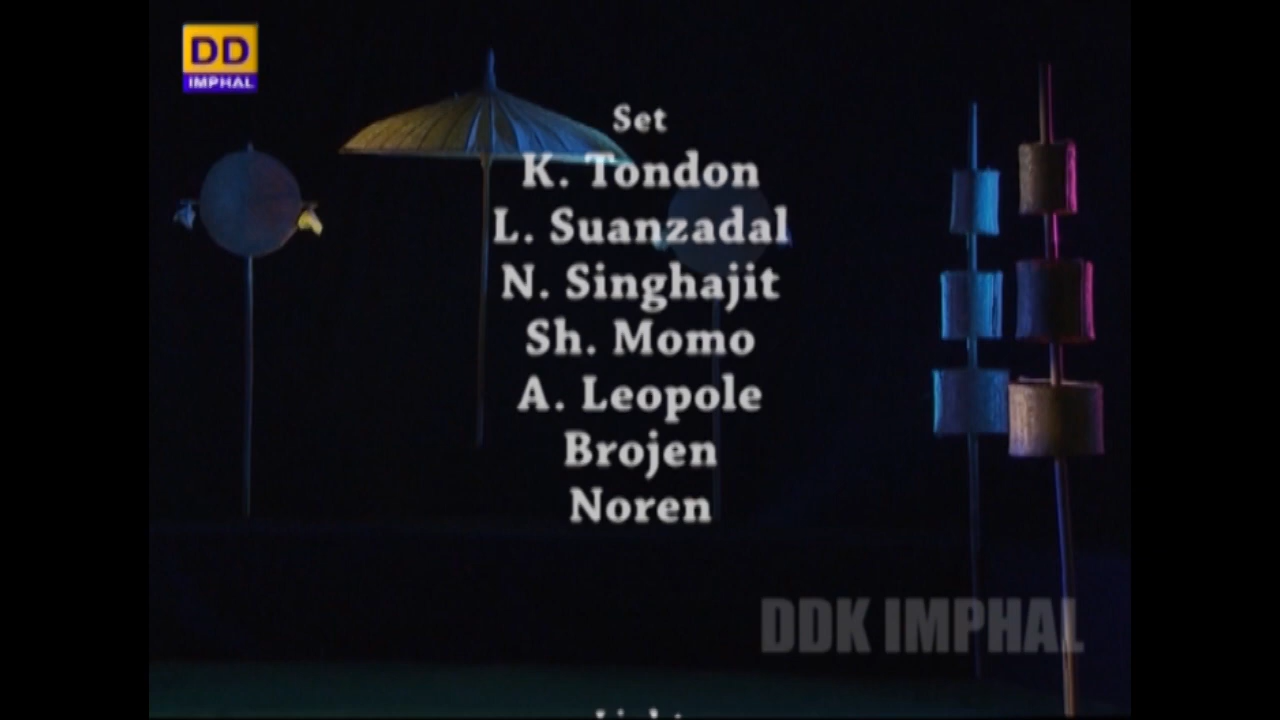 DD
IMPHAL
Set
K. Tondon
L. Suanzadal
N. Singhajit
Sh. Momo
A. Leopole
Brojen
Noren
DDK IMPHAL